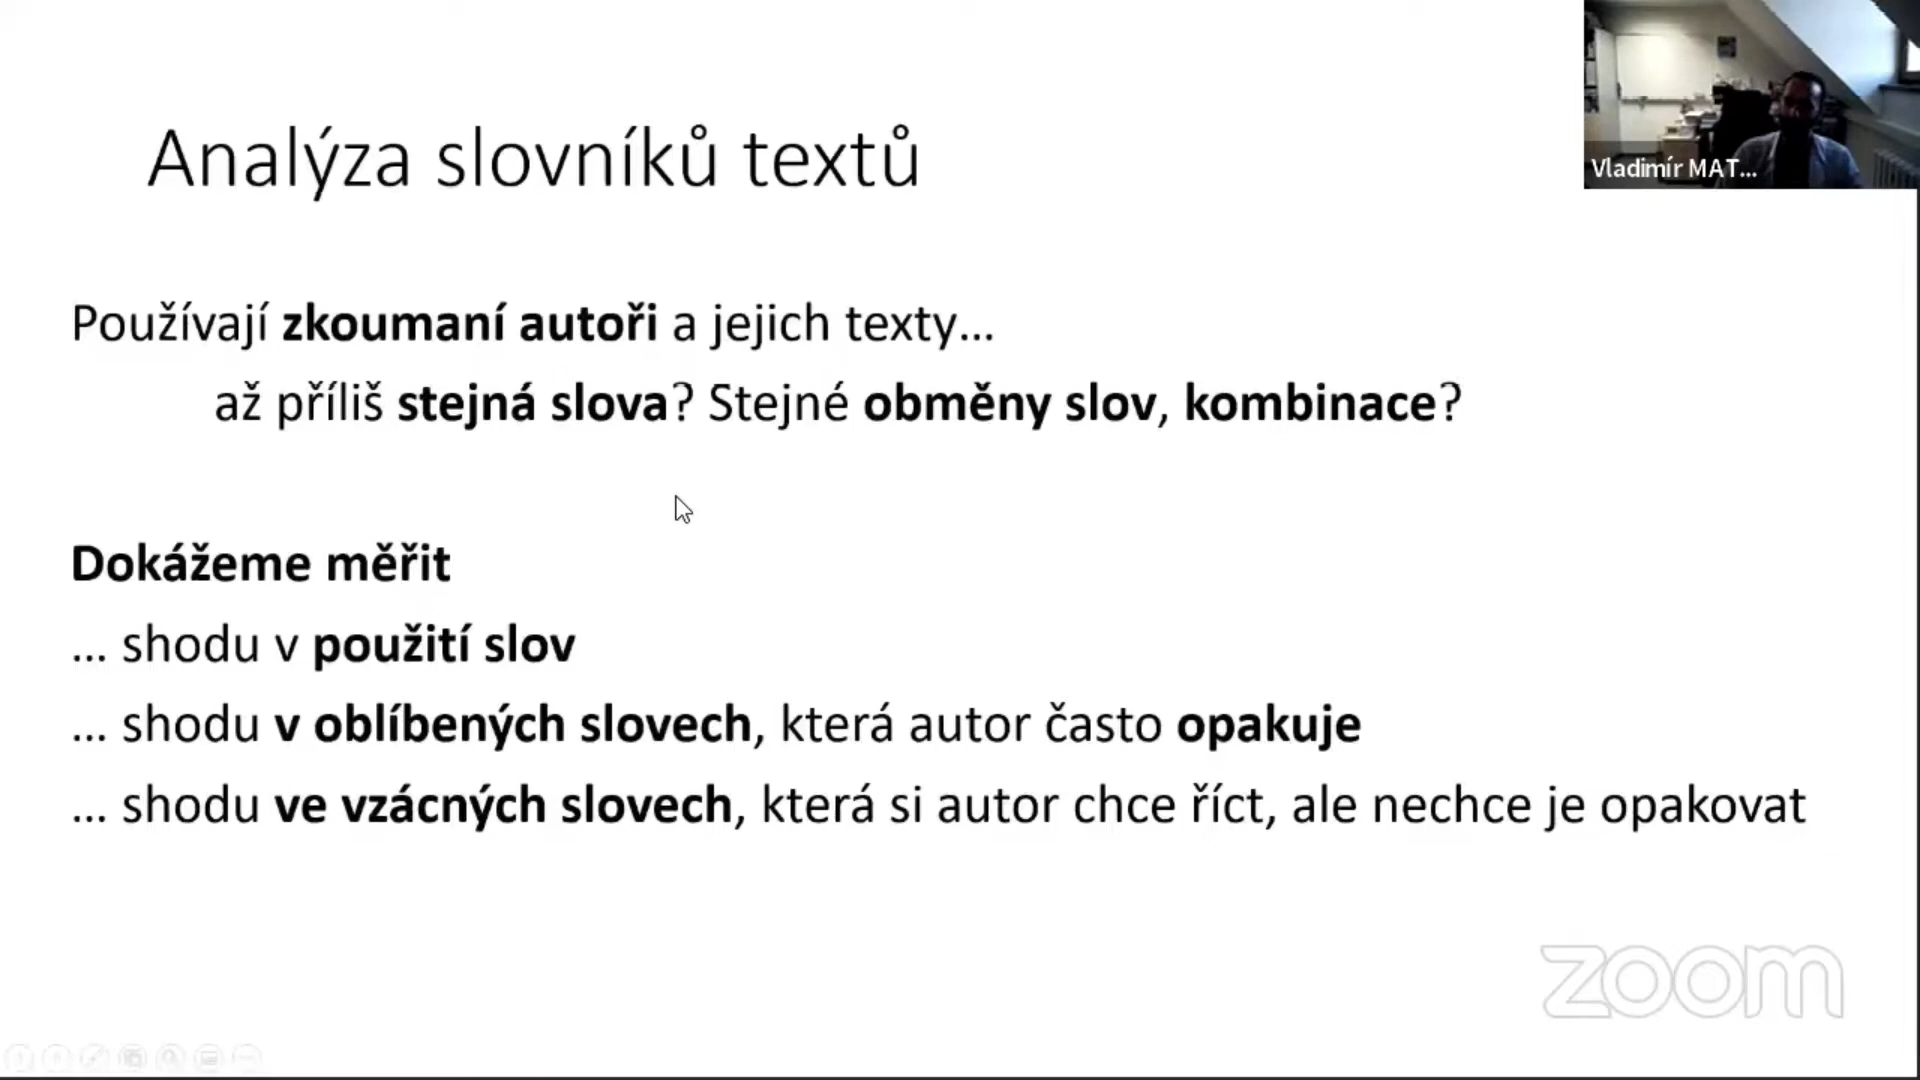 Analýza slovníků textů
Vladimír MAT...
Používají zkoumaní autoři a jejich texty...
až příliš stejná slova? Stejné obměny slov, kombinace?
Dokážeme měřit
... shodu v použití slov
... shodu v oblíbených slovech, která autor často opakuje
... shodu ve vzácných slovech, která si autor chce říct, ale nechce je opakovat
zoom